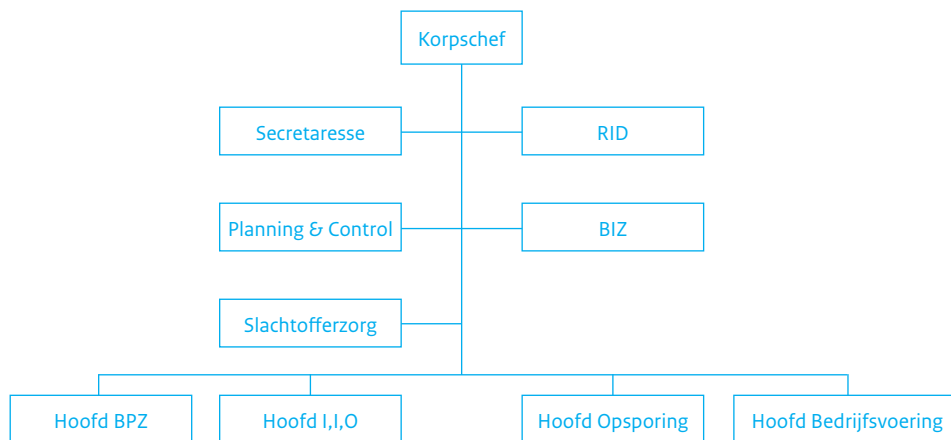 Korpschef
Secretaresse
RID
Planning & Control
BIZ
Slachtofferzorg
Hoofd BPZ
Hoofd I,I,O
Hoofd Opsporing
Hoofd Bedrijfsvoering